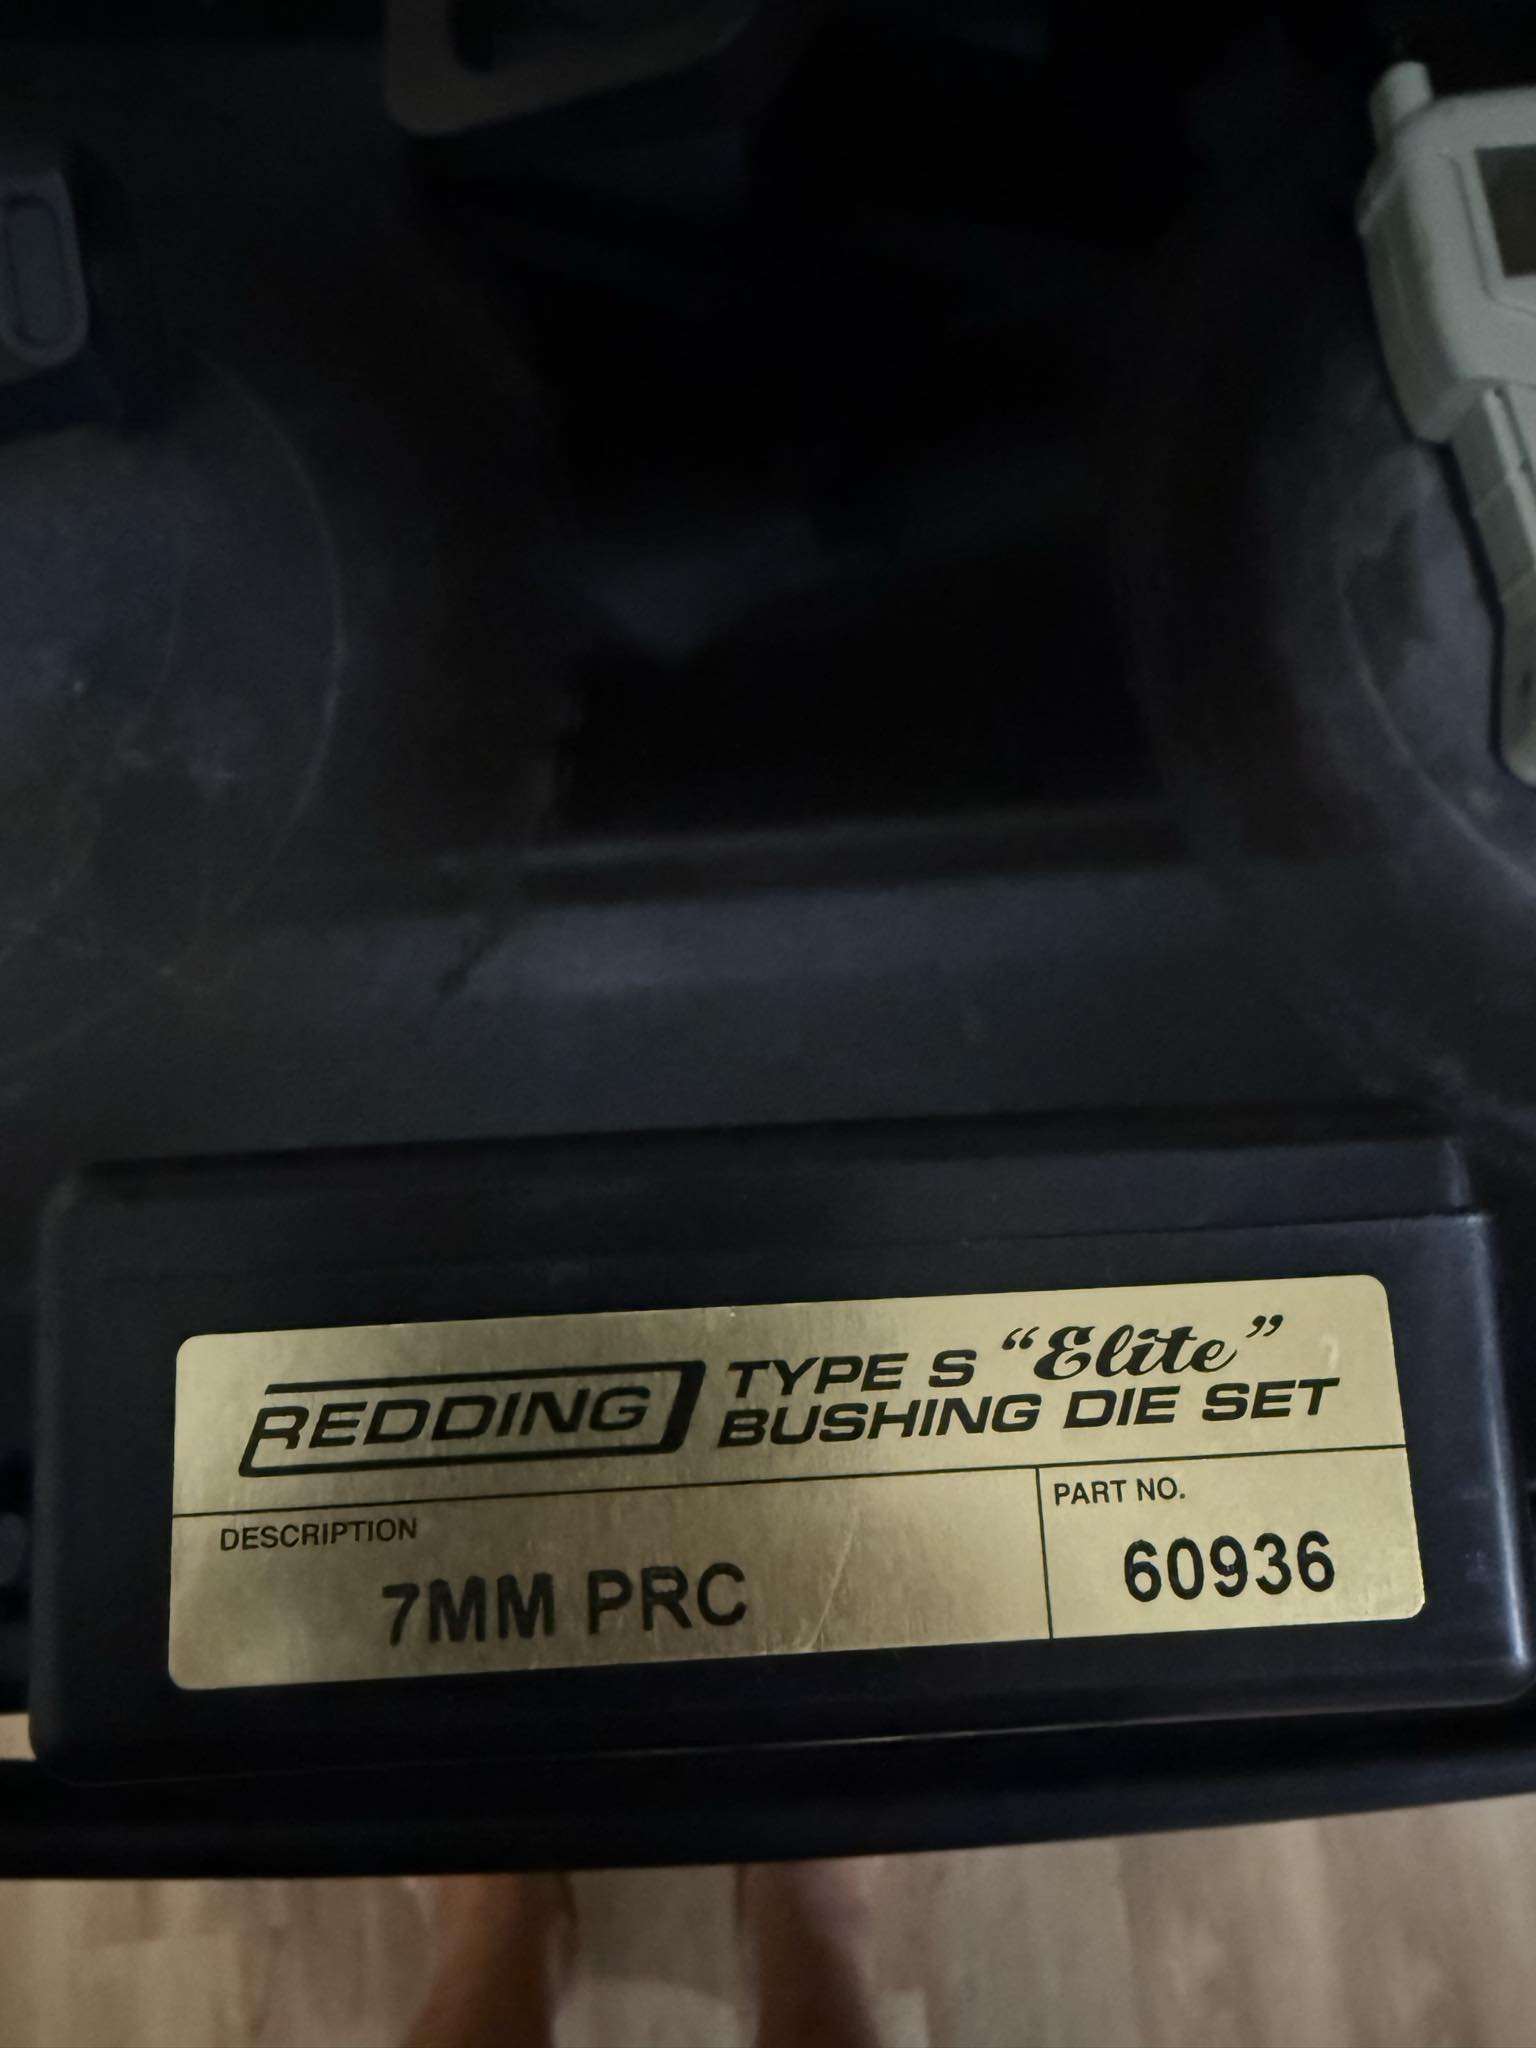 REDDING TYPE S “Elite”
BUSHING DIE SET
DESCRIPTION
7MM PRC
PART NO.
60936